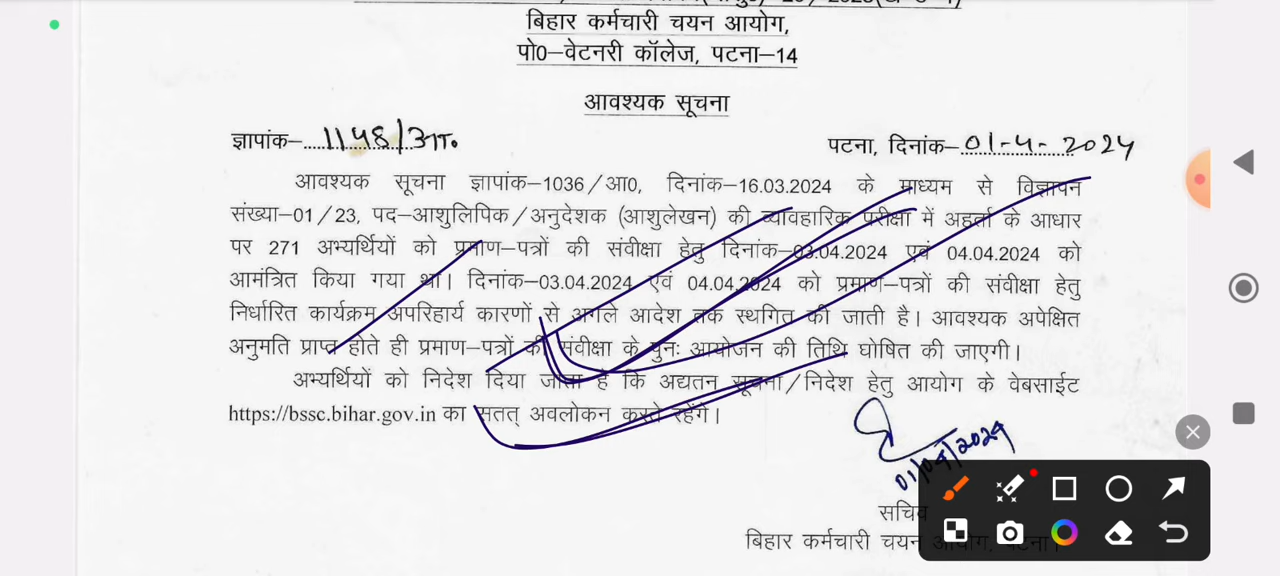 बिहार कर्मचारी चयन आयोग,
पो0–वेटनरी कॉलेज, पटना–14
आवश्यक सूचना
ज्ञापांक–....1148/आ0 पटना, दिनांक–01-4-2024
आवश्यक सूचना ज्ञापांक–1036/आ0, दिनांक–16.03.2024 के माध्यम से विज्ञापन
संख्या–01/23, पद–आशुलिपिक/अनुदेशक (आशुलेखन) की व्यावहारिक परीक्षा में अहर्ता के आधार
पर 271 अभ्यर्थियों को प्रमाण–पत्रों की संवीक्षा हेतु दिनांक–03.04.2024 एवं 04.04.2024 को
आमंत्रित किया गया था। दिनांक–03.04.2024 एवं 04.04.2024 को प्रमाण–पत्रों की संवीक्षा हेतु
निर्धारित कार्यक्रम अपरिहार्य कारणों से अगले आदेश तक स्थगित की जाती है। आवश्यक अपेक्षित
अनुमति प्राप्त होते ही प्रमाण–पत्रों की संवीक्षा के पुनः आयोजन की तिथि घोषित की जाएगी।
अभ्यर्थियों को निदेश दिया जाता है कि अद्यतन सूचना/निदेश हेतु आयोग के वेबसाईट
https://bssc.bihar.gov.in का सतत् अवलोकन करते रहेंगे।
01/04/2024
सचिव
बिहार कर्मचारी चयन आयोग, पटना।